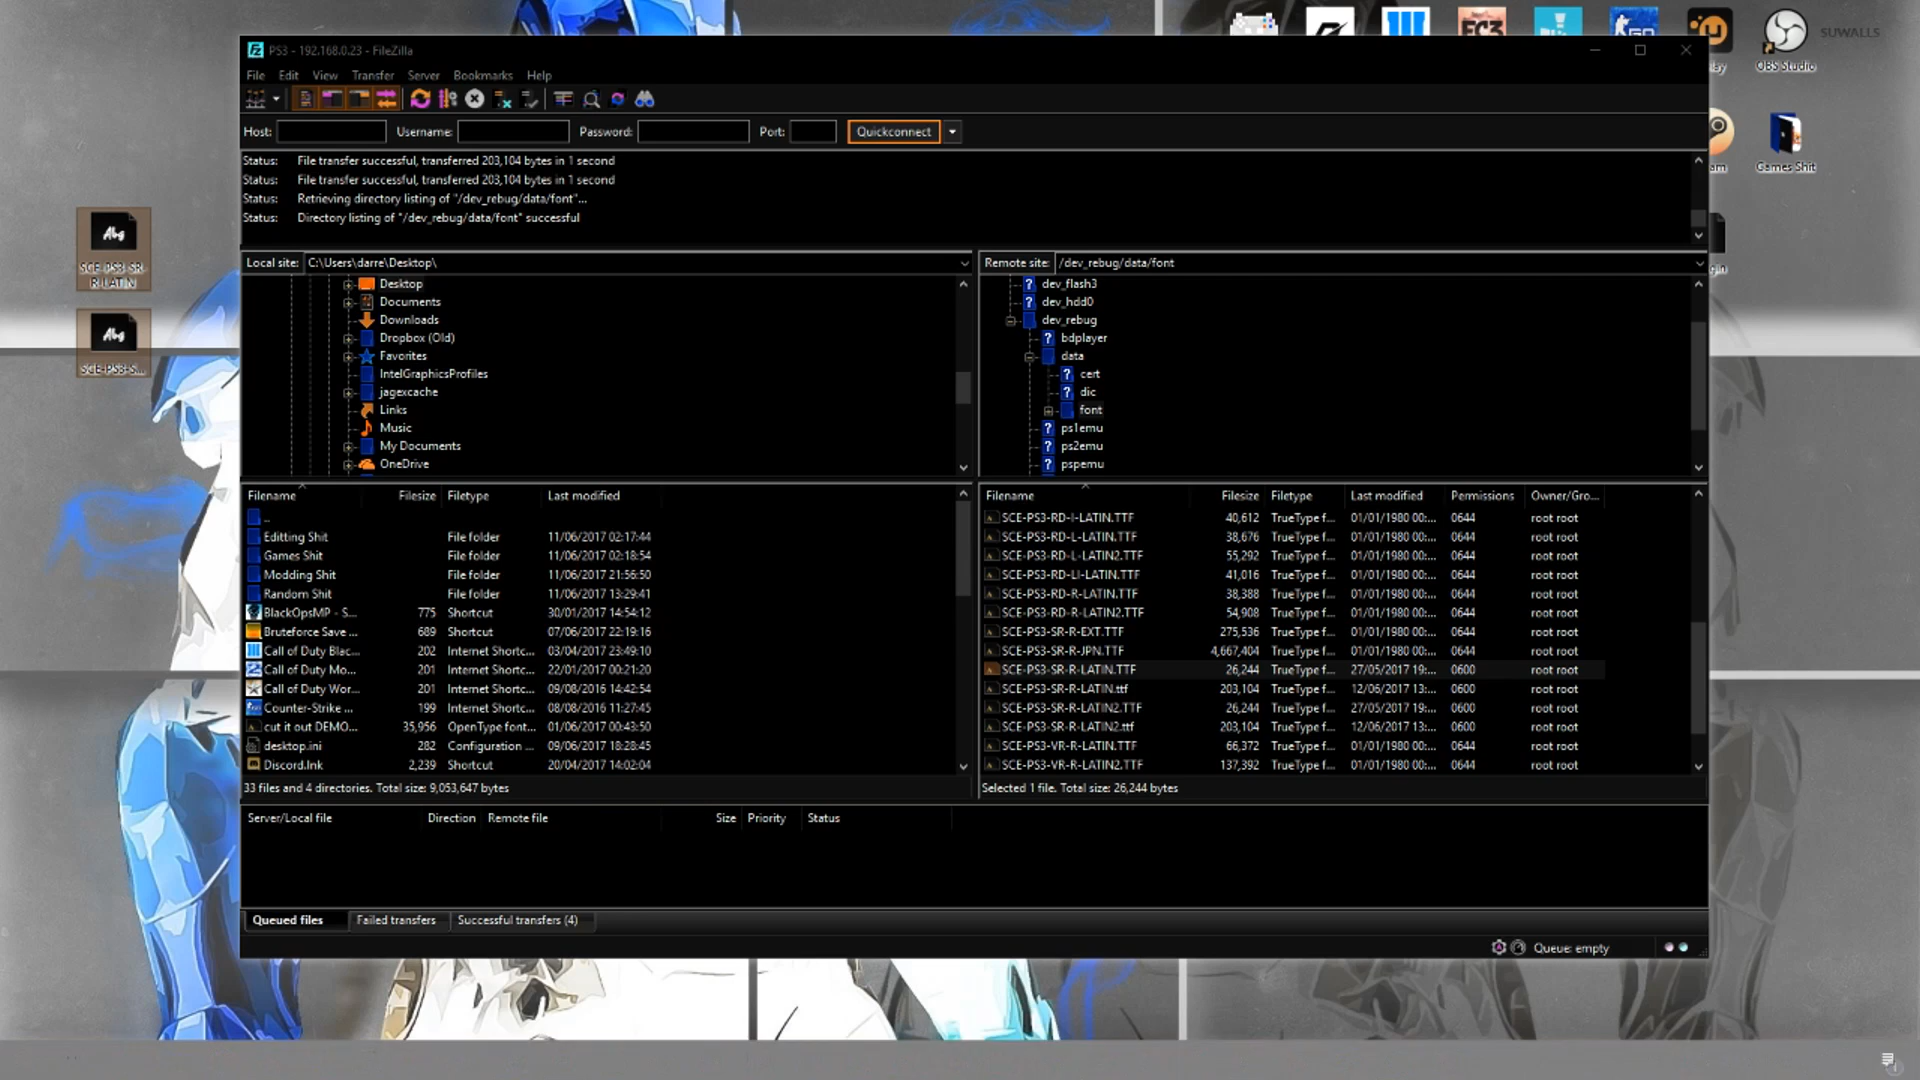 PS3 - 192.168.0.23 - FileZilla
File Edit View Transfer Server Bookmarks Help
Host: Username: Password: Port: Quickconnect
Status: File transfer successful, transferred 203,104 bytes in 1 second
Status: File transfer successful, transferred 203,104 bytes in 1 second
Status: Retrieving directory listing of "/dev_rebug/data/font"...
Status: Directory listing of "/dev_rebug/data/font" successful
Local site: C:\Users\darre\Desktop\
Desktop
Documents
Downloads
Dropbox (Old)
Favorites
IntelGraphicsProfiles
jagexcache
Links
Music
My Documents
OneDrive
Remote site: /dev_rebug/data/font
dev_flash3
dev_hdd0
dev_rebug
bdplayer
data
cert
dic
font
ps1emu
ps2emu
pspemu
Filename Filesize Filetype Last modified
..
Editting Shit File folder 11/06/2017 02:17:44
Games Shit File folder 11/06/2017 02:18:54
Modding Shit File folder 11/06/2017 21:56:50
Random Shit File folder 11/06/2017 13:29:41
BlackOpsMP - S... 775 Shortcut 30/01/2017 14:54:12
Bruteforce Save ... 689 Shortcut 07/06/2017 22:19:16
Call of Duty Blac... 202 Internet Shortc... 03/04/2017 23:49:10
Call of Duty Mo... 201 Internet Shortc... 22/01/2017 00:21:20
Call of Duty Wor... 201 Internet Shortc... 09/08/2016 14:42:54
Counter-Strike ... 199 Internet Shortc... 08/08/2016 11:27:45
cut it out DEMO... 35,956 OpenType font... 01/06/2017 00:43:50
desktop.ini 282 Configuration ... 09/06/2017 18:28:45
Discord.lnk 2,239 Shortcut 20/04/2017 14:02:04
33 files and 4 directories. Total size: 9,053,647 bytes
Filename Filesize Filetype Last modified Permissions Owner/Gro...
SCE-PS3-RD-I-LATIN.TTF 40,612 TrueType f... 01/01/1980 00:... 0644 root root
SCE-PS3-RD-L-LATIN.TTF 38,676 TrueType f... 01/01/1980 00:... 0644 root root
SCE-PS3-RD-L-LATIN2.TTF 55,292 TrueType f... 01/01/1980 00:... 0644 root root
SCE-PS3-RD-LI-LATIN.TTF 41,016 TrueType f... 01/01/1980 00:... 0644 root root
SCE-PS3-RD-R-LATIN.TTF 38,388 TrueType f... 01/01/1980 00:... 0644 root root
SCE-PS3-RD-R-LATIN2.TTF 54,908 TrueType f... 01/01/1980 00:... 0644 root root
SCE-PS3-SR-R-EXT.TTF 275,536 TrueType f... 01/01/1980 00:... 0644 root root
SCE-PS3-SR-R-JPN.TTF 4,667,404 TrueType f... 01/01/1980 00:... 0644 root root
SCE-PS3-SR-R-LATIN.TTF 26,244 TrueType f... 27/05/2017 19:... 0600 root root
SCE-PS3-SR-R-LATIN.ttf 203,104 TrueType f... 12/06/2017 13:... 0600 root root
SCE-PS3-SR-R-LATIN2.TTF 26,244 TrueType f... 27/05/2017 19:... 0600 root root
SCE-PS3-SR-R-LATIN2.ttf 203,104 TrueType f... 12/06/2017 13:... 0600 root root
SCE-PS3-VR-R-LATIN.TTF 66,372 TrueType f... 01/01/1980 00:... 0644 root root
SCE-PS3-VR-R-LATIN2.TTF 137,392 TrueType f... 01/01/1980 00:... 0644 root root
Selected 1 file. Total size: 26,244 bytes
Server/Local file Direction Remote file Size Priority Status
Queued files Failed transfers Successful transfers (4)
Queue: empty
Abg
SCE-PS3-SR-
R-LATIN
Abg
SCE-PS3-S...
FC3
GO
OBS Studio
SUWALLS
Games Shit